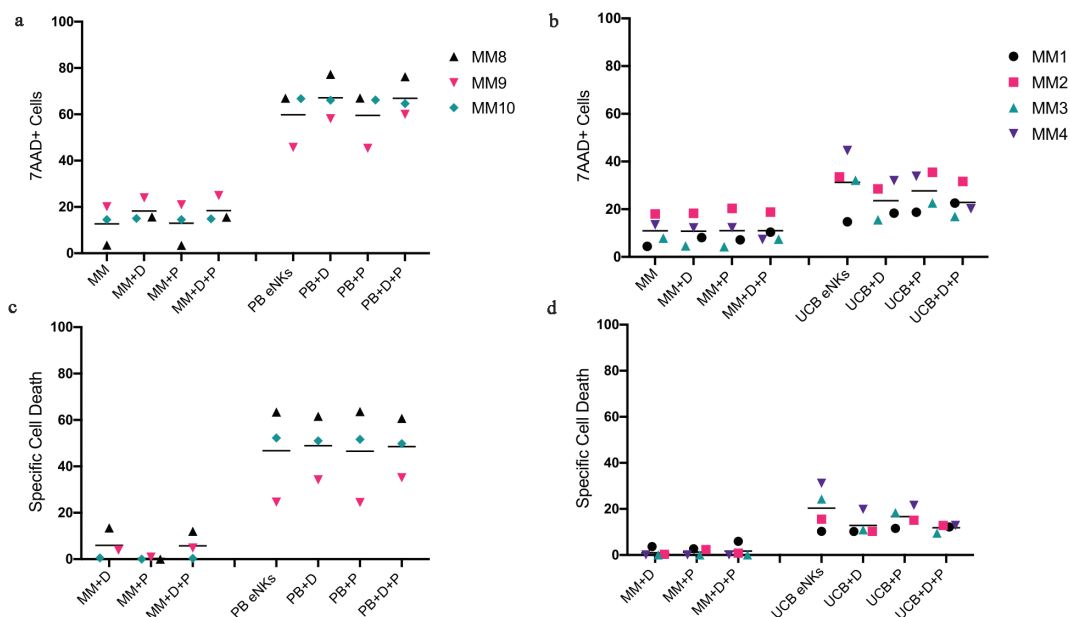 a
7AAD+ Cells
100
80
60
40
20
0
MM
MM+D
MM+P
MM+D+P
PB eNKs
PB+D
PB+P
PB+D+P
MM8
MM9
MM10
b
7AAD+ Cells
100
80
60
40
20
0
MM
MM+D
MM+P
MM+D+P
UCB eNKs
UCB+D
UCB+P
UCB+D+P
MM1
MM2
MM3
MM4
c
Specific Cell Death
100
80
60
40
20
0
MM+D
MM+P
MM+D+P
PB eNKs
PB+D
PB+P
PB+D+P
d
Specific Cell Death
100
80
60
40
20
0
MM+D
MM+P
MM+D+P
UCB eNKs
UCB+D
UCB+P
UCB+D+P